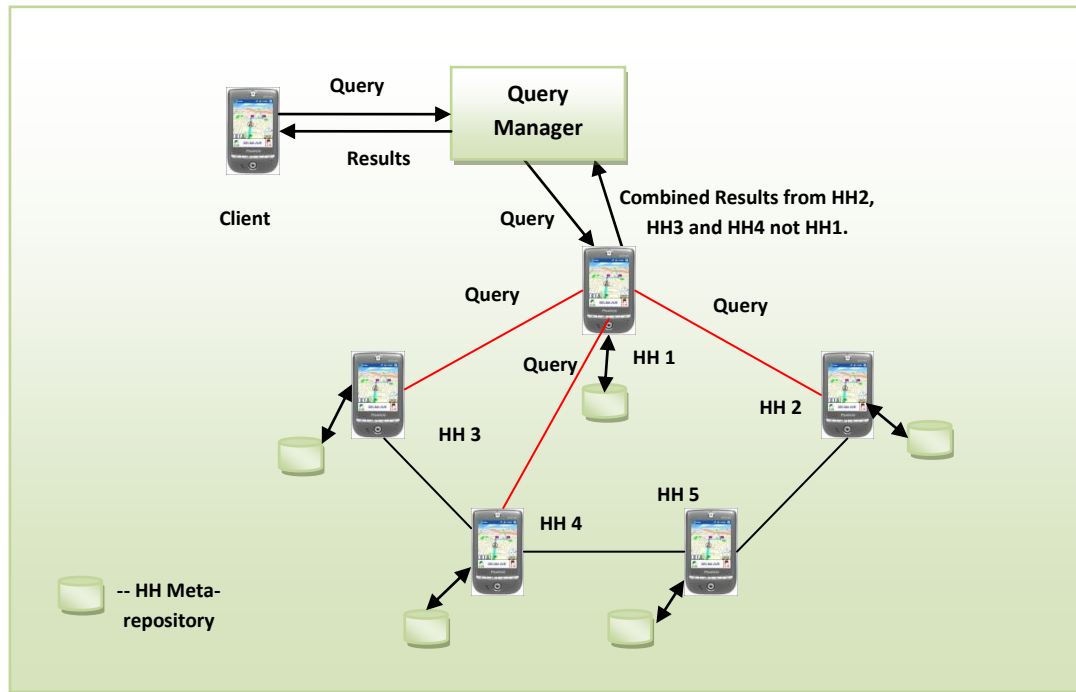 Query
Query
Manager
Results
Client
Query
Combined Results from HH2,
HH3 and HH4 not HH1.
Query
Query
Query
HH 1
HH 2
HH 3
HH 5
HH 4
-- HH Meta-
repository